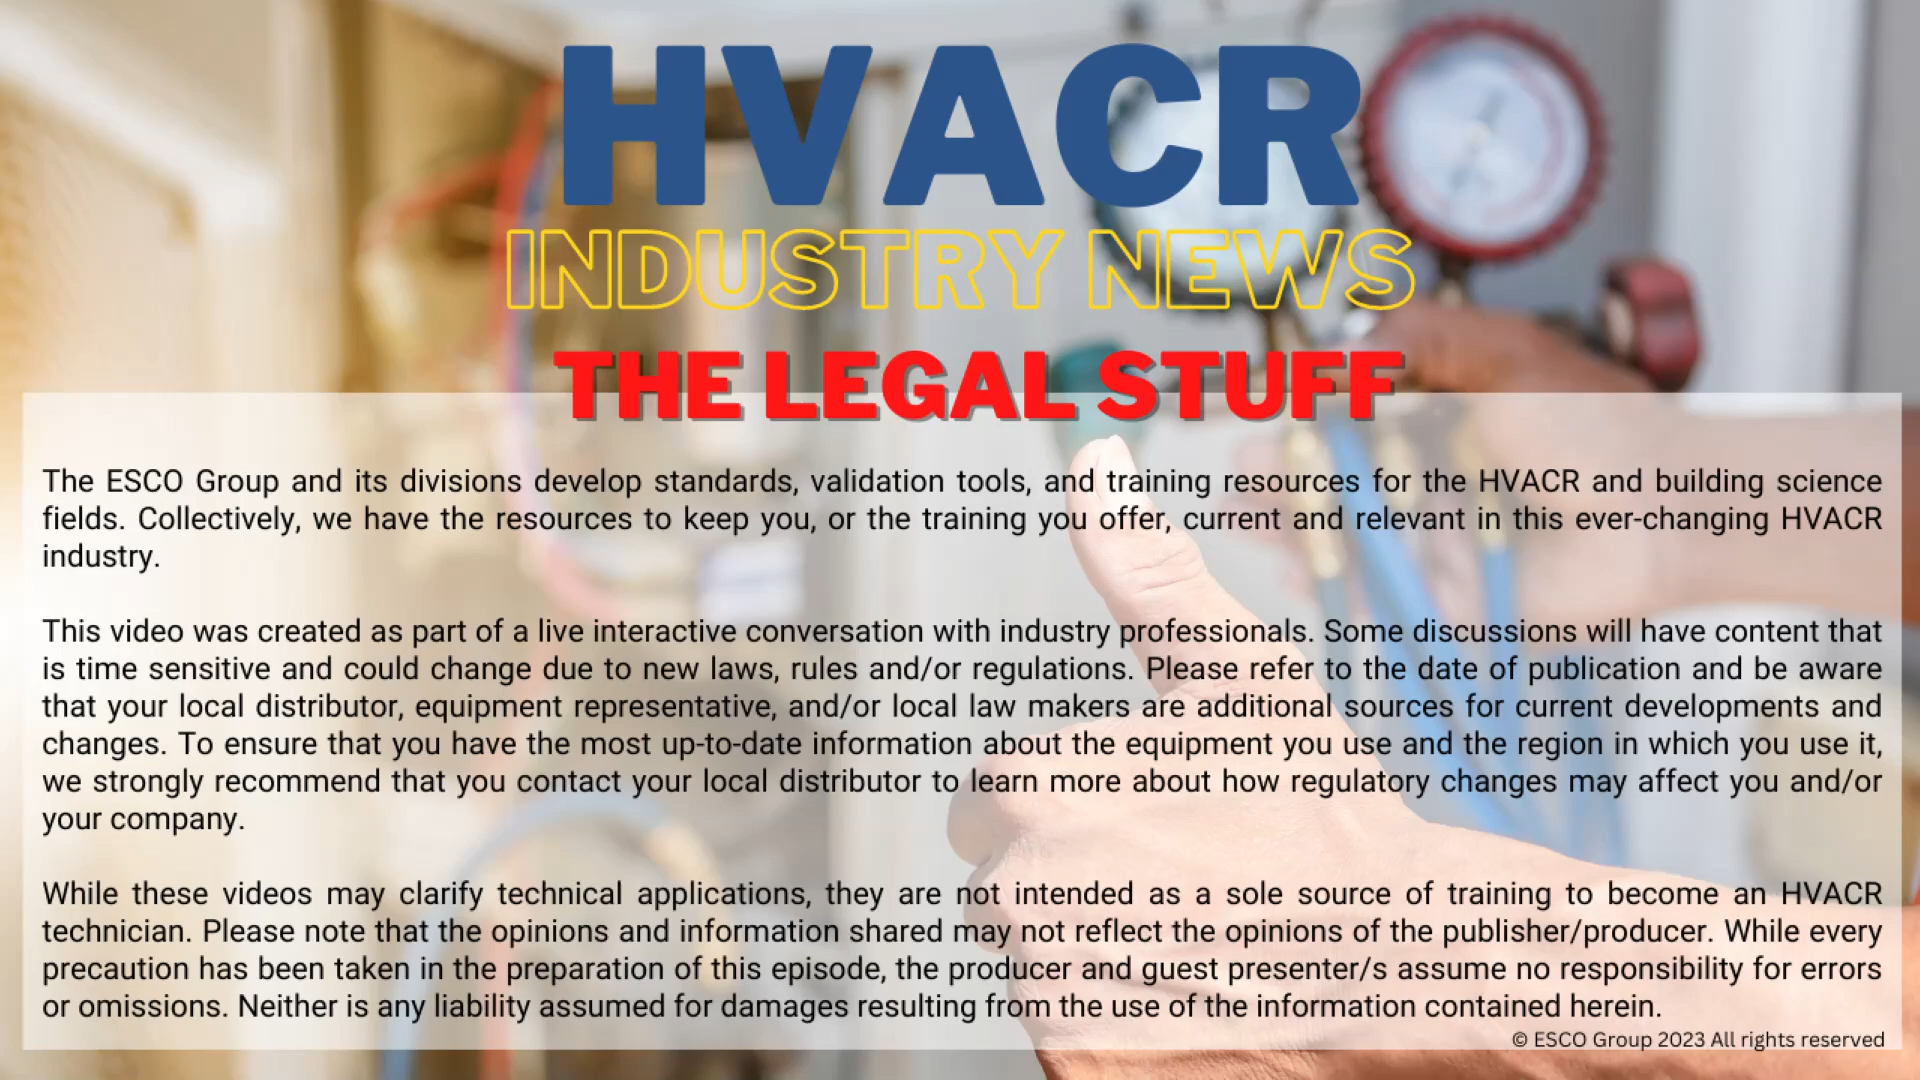 HVACR
INDUSTRY NEWS
THE LEGAL STUFF
The ESCO Group and its divisions develop standards, validation tools, and training resources for the HVACR and building science
fields. Collectively, we have the resources to keep you, or the training you offer, current and relevant in this ever-changing HVACR
industry.
This video was created as part of a live interactive conversation with industry professionals. Some discussions will have content that
is time sensitive and could change due to new laws, rules and/or regulations. Please refer to the date of publication and be aware
that your local distributor, equipment representative, and/or local law makers are additional sources for current developments and
changes. To ensure that you have the most up-to-date information about the equipment you use and the region in which you use it,
we strongly recommend that you contact your local distributor to learn more about how regulatory changes may affect you and/or
your company.
While these videos may clarify technical applications, they are not intended as a sole source of training to become an HVACR
technician. Please note that the opinions and information shared may not reflect the opinions of the publisher/producer. While every
precaution has been taken in the preparation of this episode, the producer and guest presenter/s assume no responsibility for errors
or omissions. Neither is any liability assumed for damages resulting from the use of the information contained herein.
© ESCO Group 2023 All rights reserved